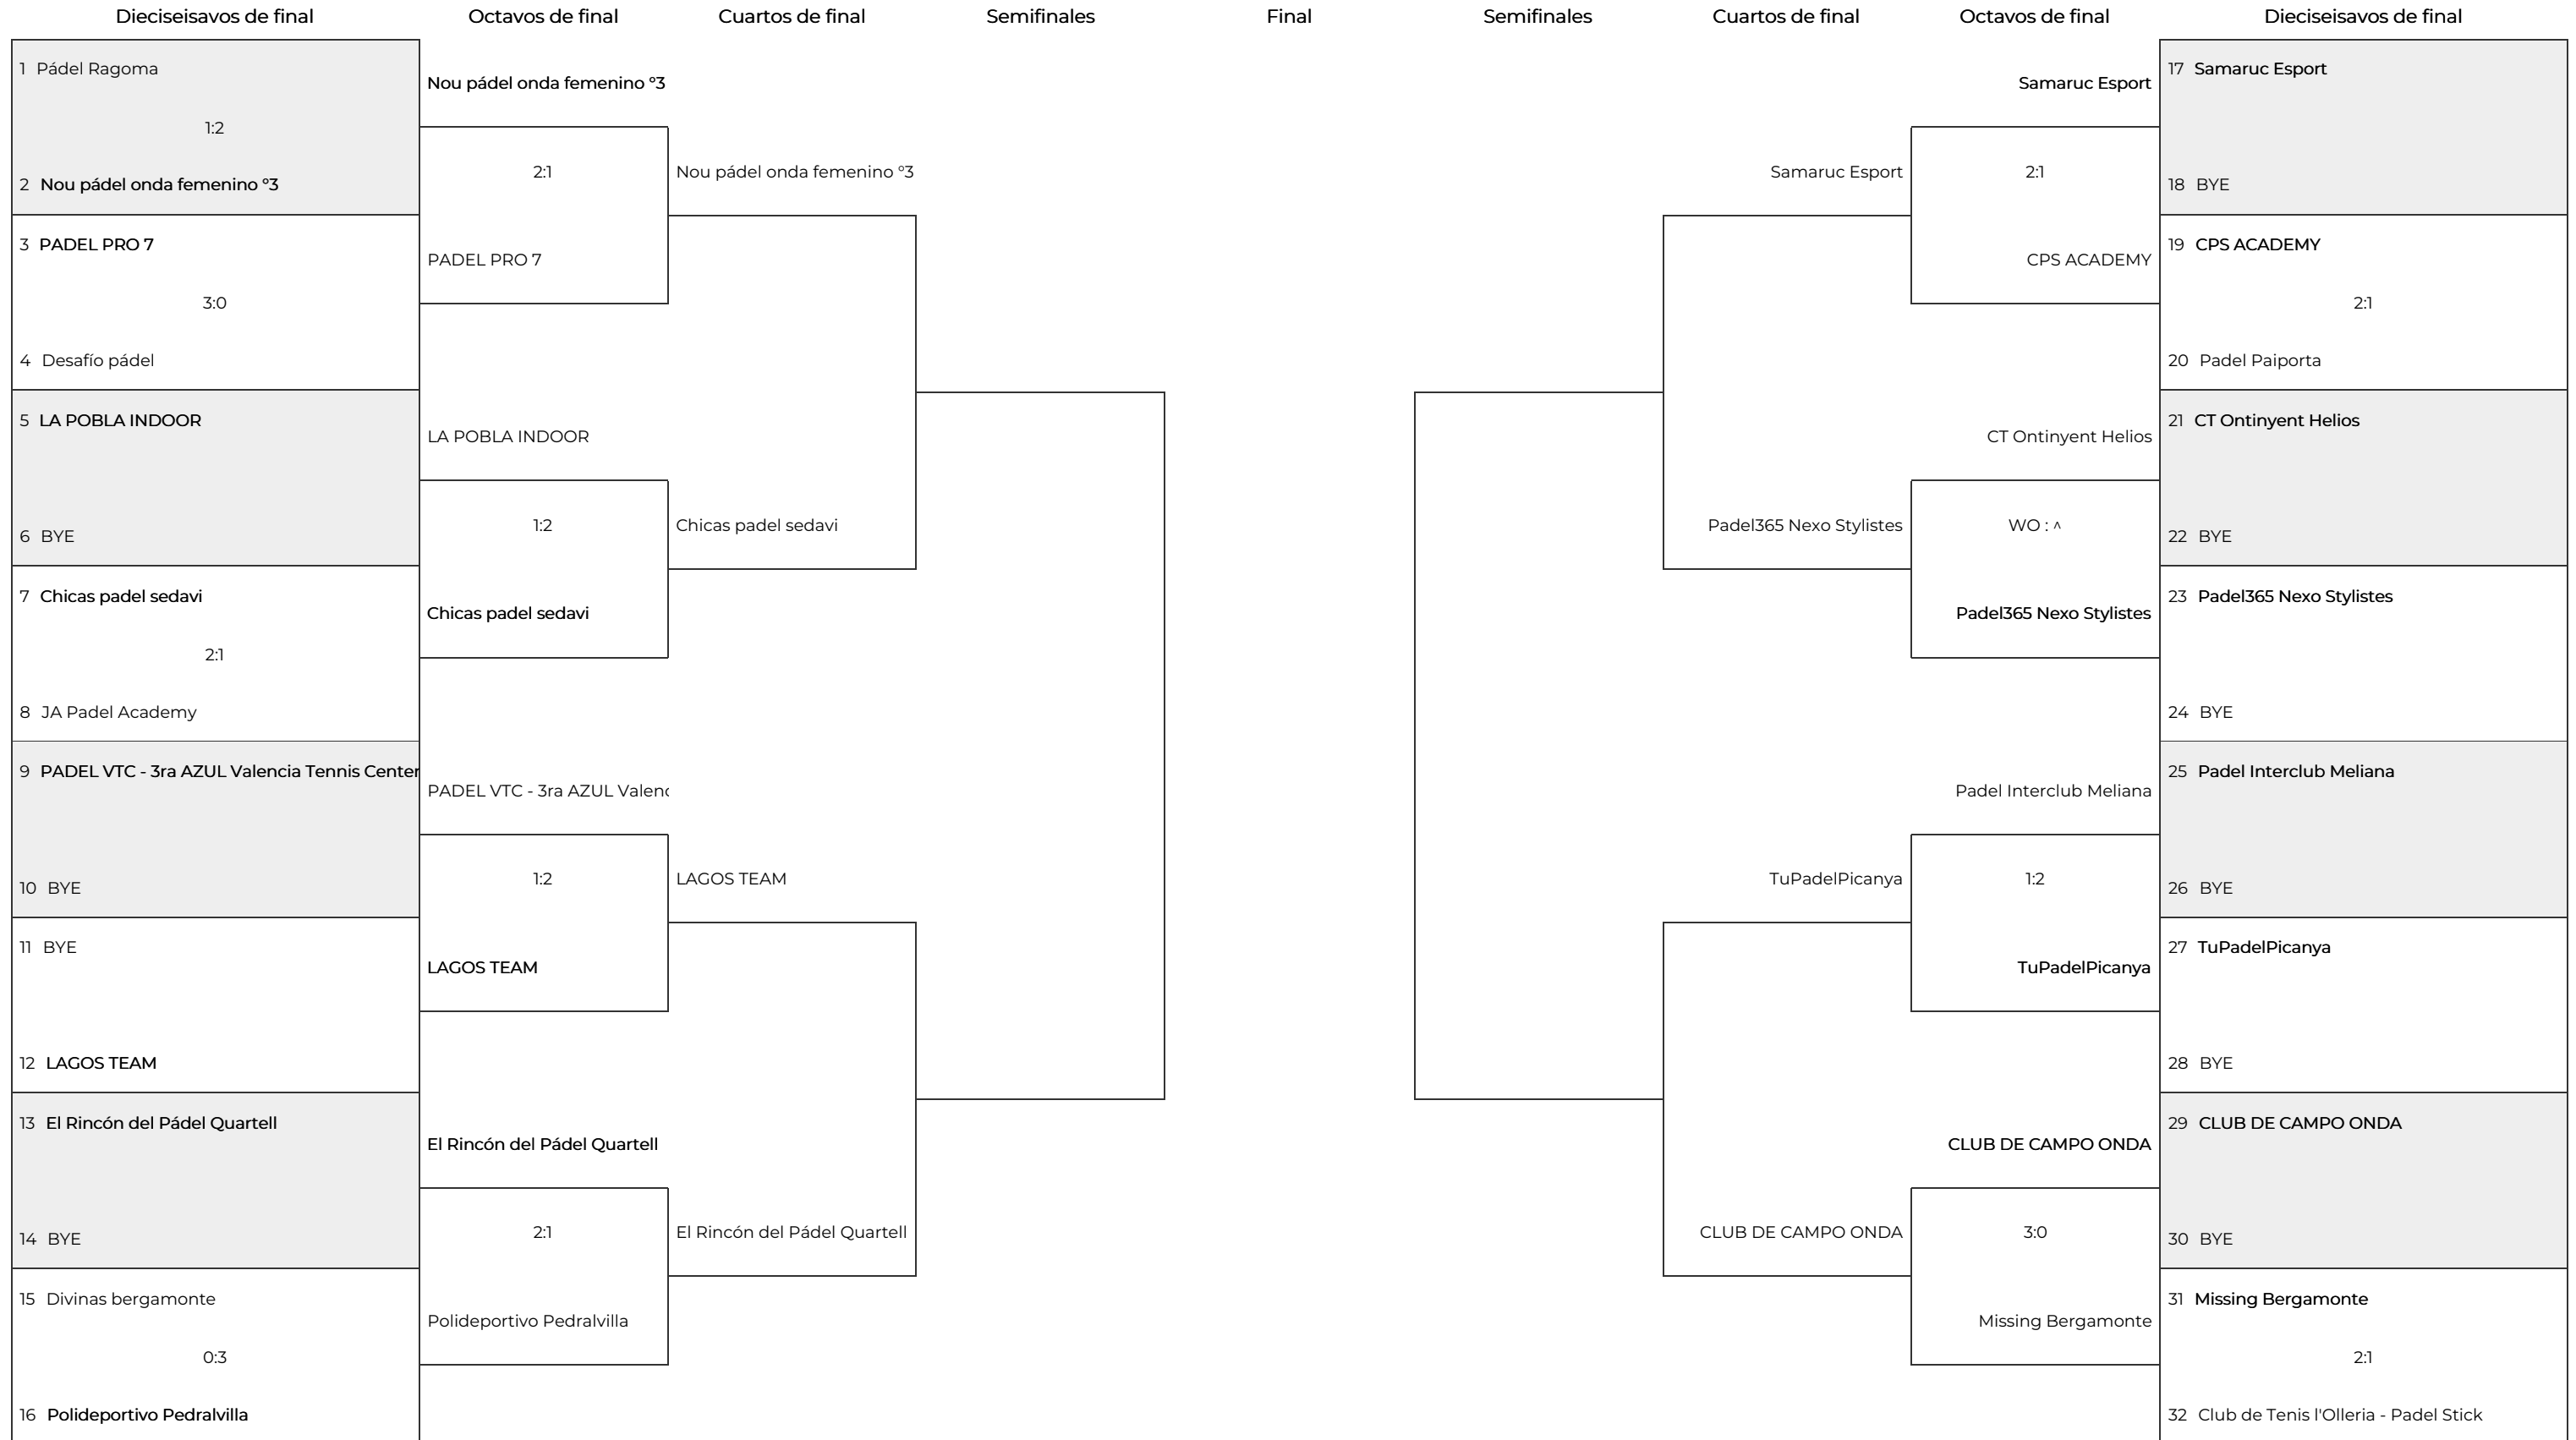 Dieciseisavos de final
Octavos de final
Cuartos de final
Semifinales
Final
Semifinales
Cuartos de final
Octavos de final
Dieciseisavos de final
1 Pádel Ragoma
1:2
2 Nou pádel onda femenino º3
3 PADEL PRO 7
3:0
4 Desafío pádel
5 LA POBLA INDOOR
6 BYE
7 Chicas padel sedavi
2:1
8 JA Padel Academy
9 PADEL VTC - 3ra AZUL Valencia Tennis Center
10 BYE
11 BYE
12 LAGOS TEAM
13 El Rincón del Pádel Quartell
14 BYE
15 Divinas bergamonte
0:3
16 Polideportivo Pedralvilla
Nou pádel onda femenino º3
2:1
PADEL PRO 7
LA POBLA INDOOR
1:2
Chicas padel sedavi
PADEL VTC - 3ra AZUL Valenc
1:2
LAGOS TEAM
El Rincón del Pádel Quartell
2:1
Polideportivo Pedralvilla
Nou pádel onda femenino º3
Chicas padel sedavi
LAGOS TEAM
El Rincón del Pádel Quartell
Samaruc Esport
Padel365 Nexo Stylistes
TuPadelPicanya
CLUB DE CAMPO ONDA
Samaruc Esport
2:1
CPS ACADEMY
CT Ontinyent Helios
WO : ^
Padel365 Nexo Stylistes
Padel Interclub Meliana
1:2
TuPadelPicanya
CLUB DE CAMPO ONDA
3:0
Missing Bergamonte
17 Samaruc Esport
18 BYE
19 CPS ACADEMY
2:1
20 Padel Paiporta
21 CT Ontinyent Helios
22 BYE
23 Padel365 Nexo Stylistes
24 BYE
25 Padel Interclub Meliana
26 BYE
27 TuPadelPicanya
28 BYE
29 CLUB DE CAMPO ONDA
30 BYE
31 Missing Bergamonte
2:1
32 Club de Tenis l'Olleria - Padel Stick